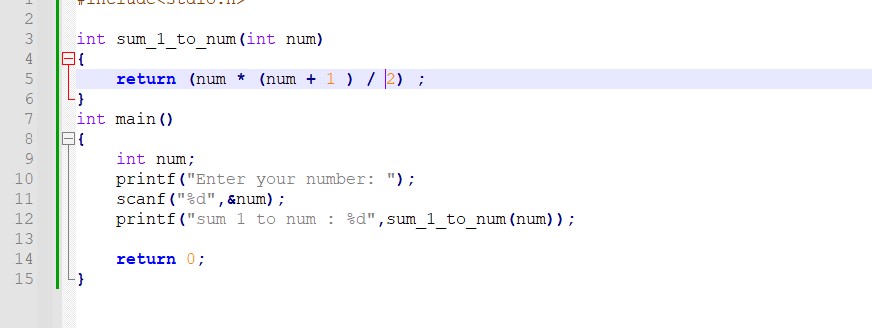 #include<stdio.h>
2
3 int sum_1_to_num(int num)
4 {
5 return (num * (num + 1 ) / 2) ;
6 }
7 int main()
8 {
9 int num;
10 printf("Enter your number: ");
11 scanf("%d",&num);
12 printf("sum 1 to num : %d",sum_1_to_num(num));
13
14 return 0;
15 }